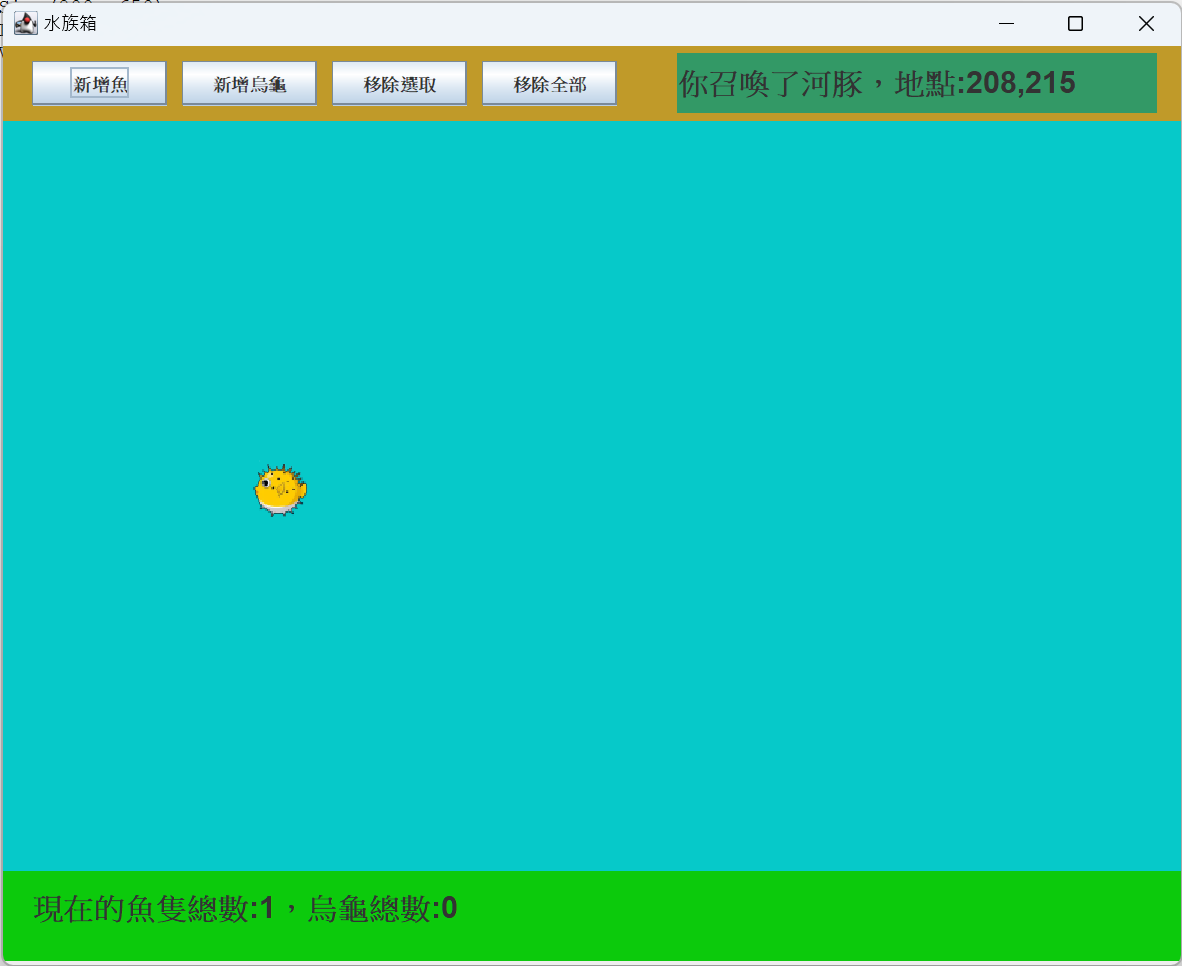 水族箱
新增魚 新增烏龜 移除選取 移除全部 你召喚了河豚，地點:208,215
現在的魚隻總數:1，烏龜總數:0